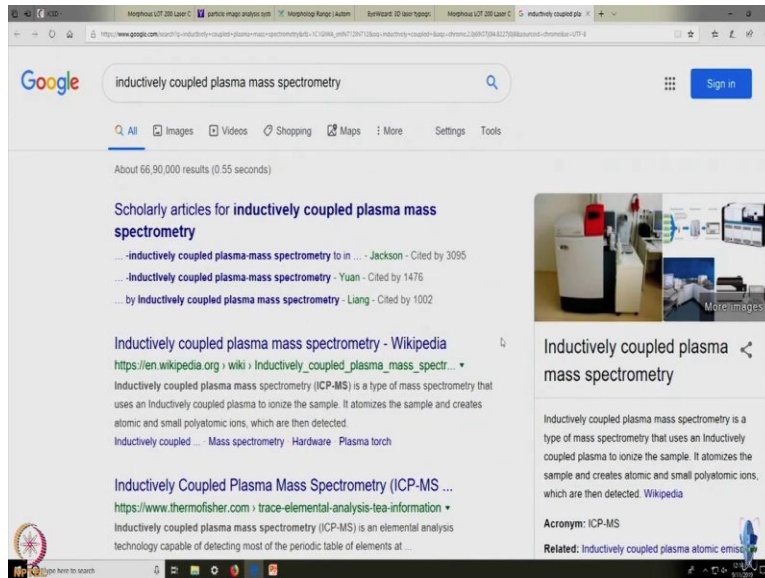 Morphious LOT 200 Laser C
particle image analysis syste
Morphologi Range | Autom
EyeWizard: 3D laser typogr
Morphious LOT 200 Laser C
inductively coupled pla
Google
inductively coupled plasma mass spectrometry
Sign in
All
Images
Videos
Shopping
Maps
More
Settings
Tools
About 66,90,000 results (0.55 seconds)
Scholarly articles for inductively coupled plasma mass
spectrometry
... -inductively coupled plasma-mass spectrometry to in ... - Jackson - Cited by 3095
... -Inductively coupled plasma-mass spectrometry - Yuan - Cited by 1476
... by Inductively coupled plasma mass spectrometry - Liang - Cited by 1002
Inductively coupled plasma mass spectrometry - Wikipedia
https://en.wikipedia.org › wiki › Inductively_coupled_plasma_mass_spectr...
Inductively coupled plasma mass spectrometry (ICP-MS) is a type of mass spectrometry that
uses an Inductively coupled plasma to ionize the sample. It atomizes the sample and creates
atomic and small polyatomic ions, which are then detected.
Inductively coupled ... · Mass spectrometry · Hardware · Plasma torch
Inductively Coupled Plasma Mass Spectrometry (ICP-MS ...
https://www.thermofisher.com › trace-elemental-analysis-tea-information
Inductively coupled plasma mass spectrometry (ICP-MS) is an elemental analysis
technology capable of detecting most of the periodic table of elements at ...
More images
Inductively coupled plasma
mass spectrometry
Inductively coupled plasma mass spectrometry is a
type of mass spectrometry that uses an Inductively
coupled plasma to ionize the sample. It atomizes the
sample and creates atomic and small polyatomic ions,
which are then detected. Wikipedia
Acronym: ICP-MS
Related: Inductively coupled plasma atomic emiss
NPTEL
ype here to search